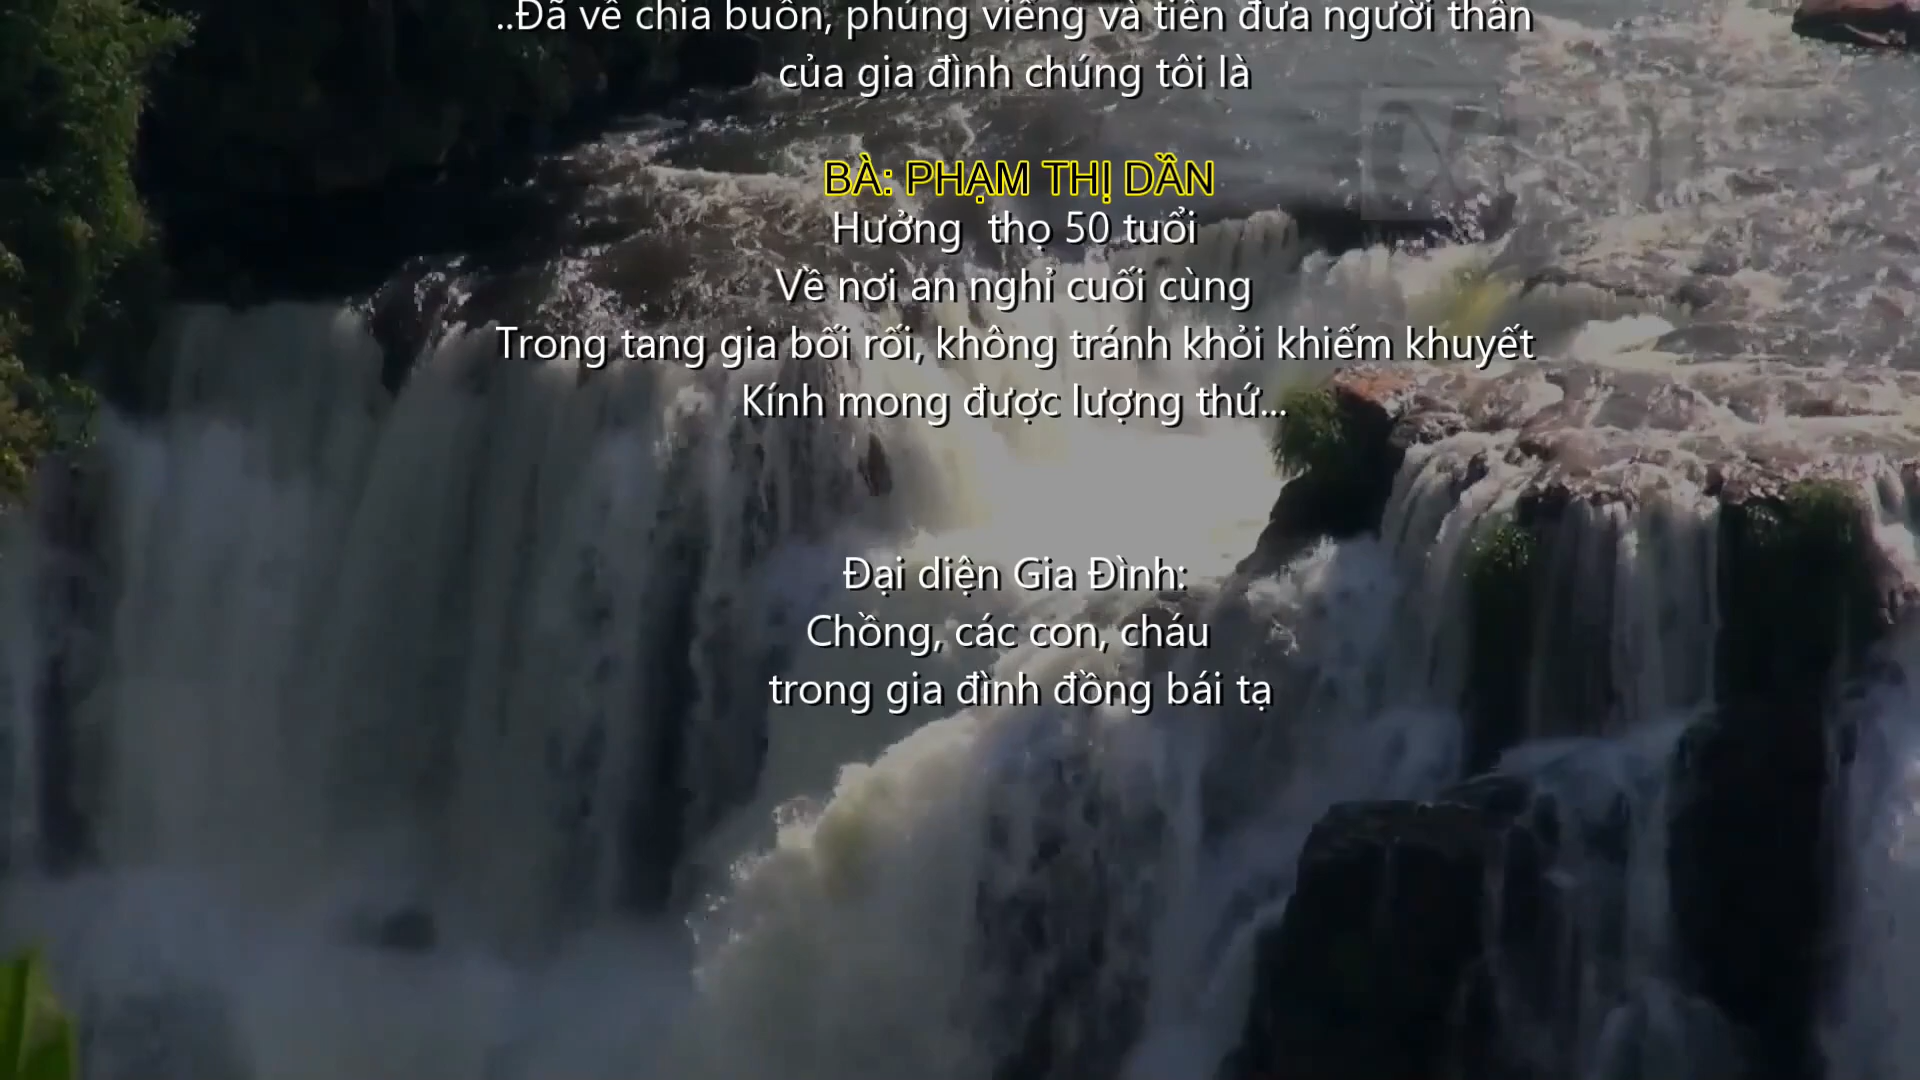 ..Đã về chia buồn, phúng viếng và tiễn đưa người thân
của gia đình chúng tôi là
BÀ: PHẠM THỊ DẦN
Hưởng  thọ 50 tuổi
Về nơi an nghỉ cuối cùng
Trong tang gia bối rối, không tránh khỏi khiếm khuyết
Kính mong được lượng thứ...
Đại diện Gia Đình:
Chồng, các con, cháu
trong gia đình đồng bái tạ